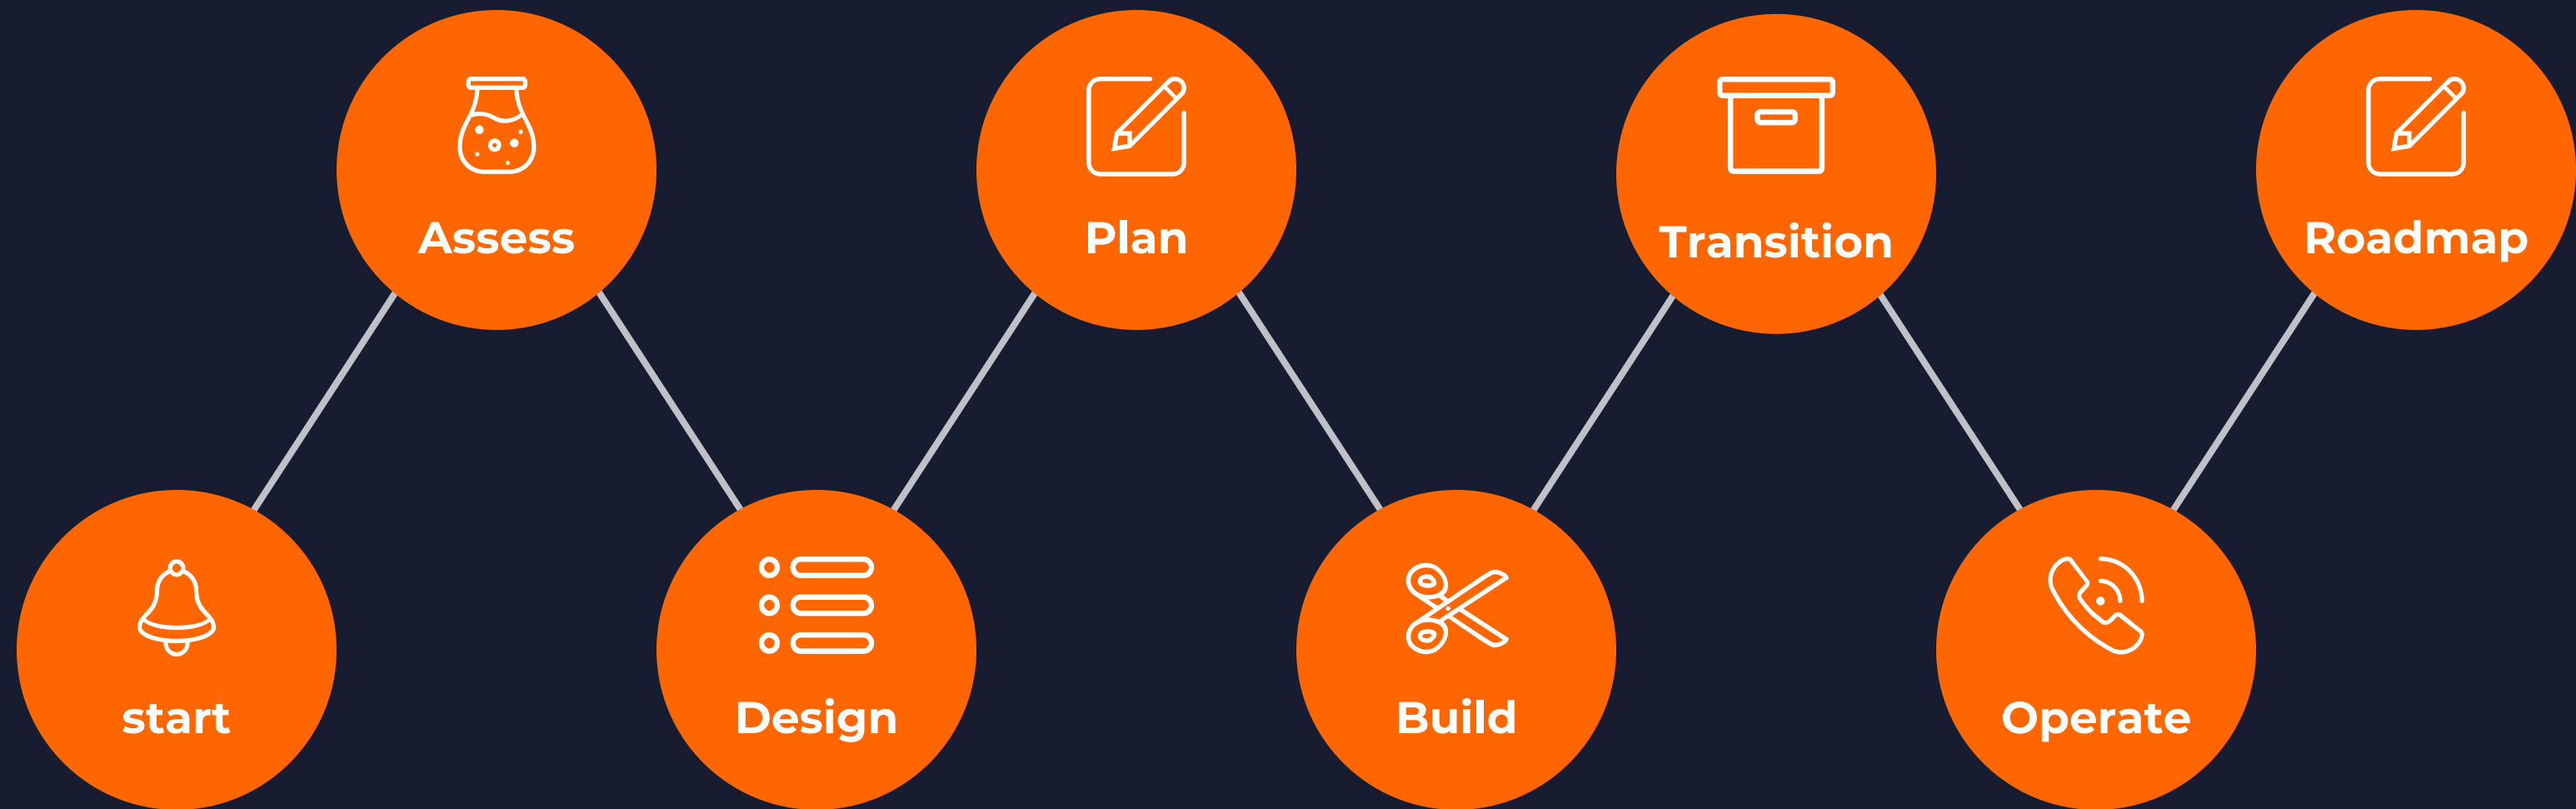 start
Assess
Design
Plan
Build
Transition
Operate
Roadmap